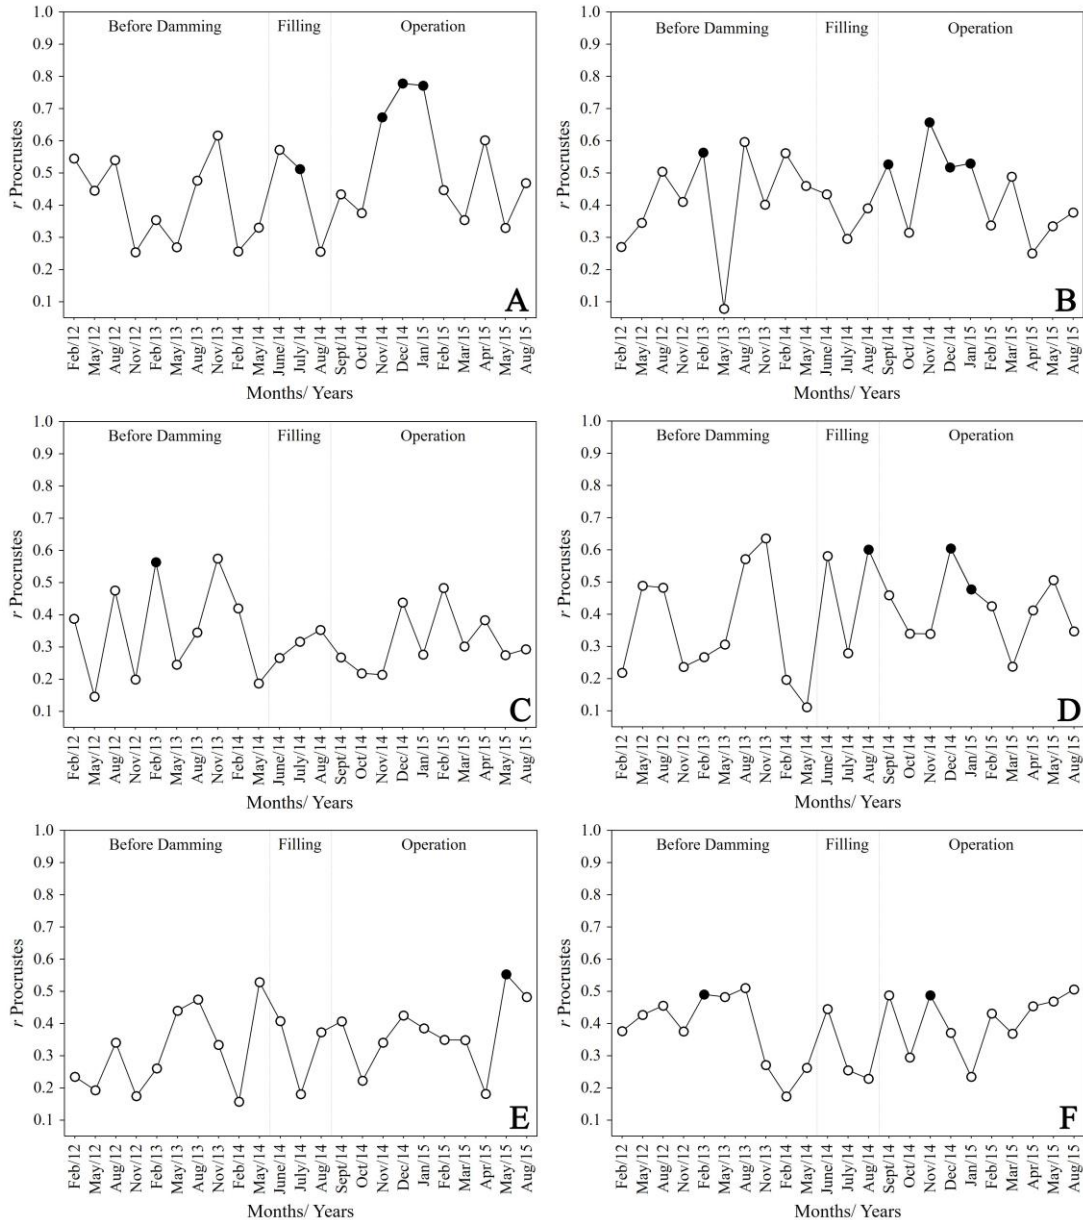 1.0
0.9
0.8
0.7
0.6
0.5
0.4
0.3
0.2
0.1
r Procrustes
Before Damming Filling Operation
A
Feb/12 May/12 Aug/12 Nov/12 Feb/13 May/13 Aug/13 Nov/13 Feb/14 May/14 June/14 July/14 Aug/14 Sept/14 Oct/14 Nov/14 Dec/14 Jan/15 Feb/15 Mar/15 Apr/15 May/15 Aug/15
Months/ Years
1.0
0.9
0.8
0.7
0.6
0.5
0.4
0.3
0.2
0.1
r Procrustes
Before Damming Filling Operation
B
Feb/12 May/12 Aug/12 Nov/12 Feb/13 May/13 Aug/13 Nov/13 Feb/14 May/14 June/14 July/14 Aug/14 Sept/14 Oct/14 Nov/14 Dec/14 Jan/15 Feb/15 Mar/15 Apr/15 May/15 Aug/15
Months/ Years
1.0
0.9
0.8
0.7
0.6
0.5
0.4
0.3
0.2
0.1
r Procrustes
Before Damming Filling Operation
C
Feb/12 May/12 Aug/12 Nov/12 Feb/13 May/13 Aug/13 Nov/13 Feb/14 May/14 June/14 July/14 Aug/14 Sept/14 Oct/14 Nov/14 Dec/14 Jan/15 Feb/15 Mar/15 Apr/15 May/15 Aug/15
Months/ Years
1.0
0.9
0.8
0.7
0.6
0.5
0.4
0.3
0.2
0.1
r Procrustes
Before Damming Filling Operation
D
Feb/12 May/12 Aug/12 Nov/12 Feb/13 May/13 Aug/13 Nov/13 Feb/14 May/14 June/14 July/14 Aug/14 Sept/14 Oct/14 Nov/14 Dec/14 Jan/15 Feb/15 Mar/15 Apr/15 May/15 Aug/15
Months/ Years
1.0
0.9
0.8
0.7
0.6
0.5
0.4
0.3
0.2
0.1
r Procrustes
Before Damming Filling Operation
E
Feb/12 May/12 Aug/12 Nov/12 Feb/13 May/13 Aug/13 Nov/13 Feb/14 May/14 June/14 July/14 Aug/14 Sept/14 Oct/14 Nov/14 Dec/14 Jan/15 Feb/15 Mar/15 Apr/15 May/15 Aug/15
Months/ Years
1.0
0.9
0.8
0.7
0.6
0.5
0.4
0.3
0.2
0.1
r Procrustes
Before Damming Filling Operation
F
Feb/12 May/12 Aug/12 Nov/12 Feb/13 May/13 Aug/13 Nov/13 Feb/14 May/14 June/14 July/14 Aug/14 Sept/14 Oct/14 Nov/14 Dec/14 Jan/15 Feb/15 Mar/15 Apr/15 May/15 Aug/15
Months/ Years